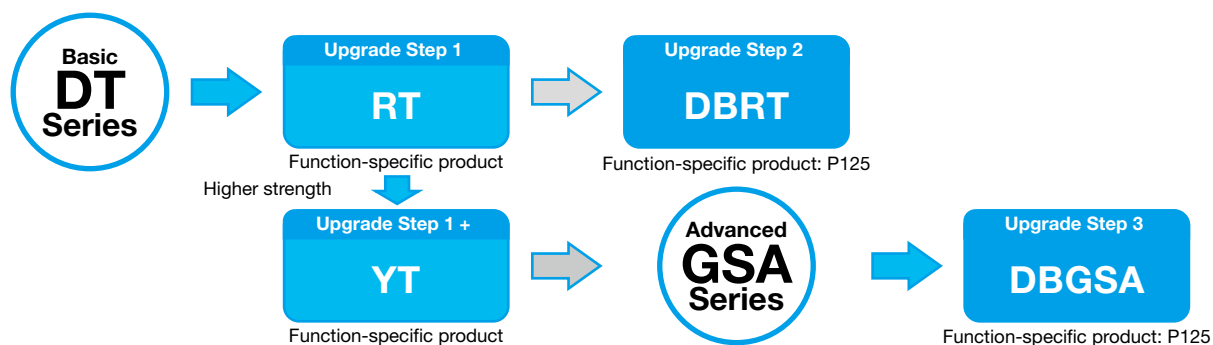 Basic
DT
Series
Upgrade Step 1
RT
Function-specific product
Upgrade Step 2
DBRT
Function-specific product: P125
Higher strength
Upgrade Step 1 +
YT
Function-specific product
Advanced
GSA
Series
Upgrade Step 3
DBGSA
Function-specific product: P125